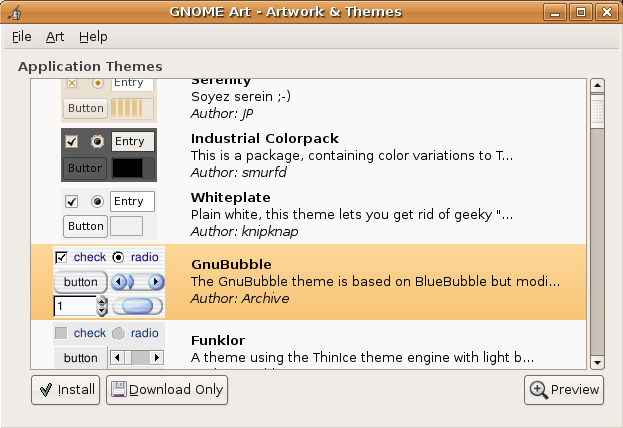 GNOME Art - Artwork & Themes
File Art Help
Application Themes
Serenity
Entry
Soyez serein ;-)
Button
Author: JP
Industrial Colorpack
Entry
This is a package, containing color variations to T...
Button
Author: smurfd
Whiteplate
Entry
Plain white, this theme lets you get rid of geeky "...
Button
Author: knipknap
check radio
GnuBubble
button
The GnuBubble theme is based on BlueBubble but modi...
1
Author: Archive
check radio
Funklor
button
A theme using the ThinIce theme engine with light b...
Install Download Only Preview